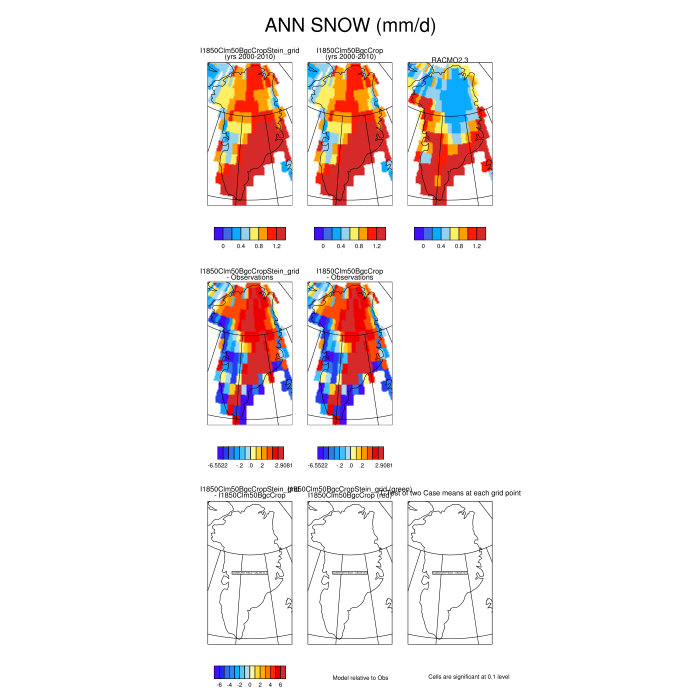 ANN SNOW (mm/d)
I1850Clm50BgcCropStein_grid
(yrs 2000-2010)
I1850Clm50BgcCrop
(yrs 2000-2010)
RACMO2.3
0 0.4 0.8 1.2
0 0.4 0.8 1.2
0 0.4 0.8 1.2
I1850Clm50BgcCropStein_grid
- Observations
I1850Clm50BgcCrop
- Observations
-6.5522 -.2 .0 .2 2.9081
-6.5522 -.2 .0 .2 2.9081
I1850Clm50BgcCropStein_grid
- I1850Clm50BgcCrop
I1850Clm50BgcCropStein_grid(green)
I1850Clm50BgcCrop (red)
of two Case means at each grid point
-6 -4 -2 0 2 4 6
Model relative to Obs
Cells are significant at 0.1 level